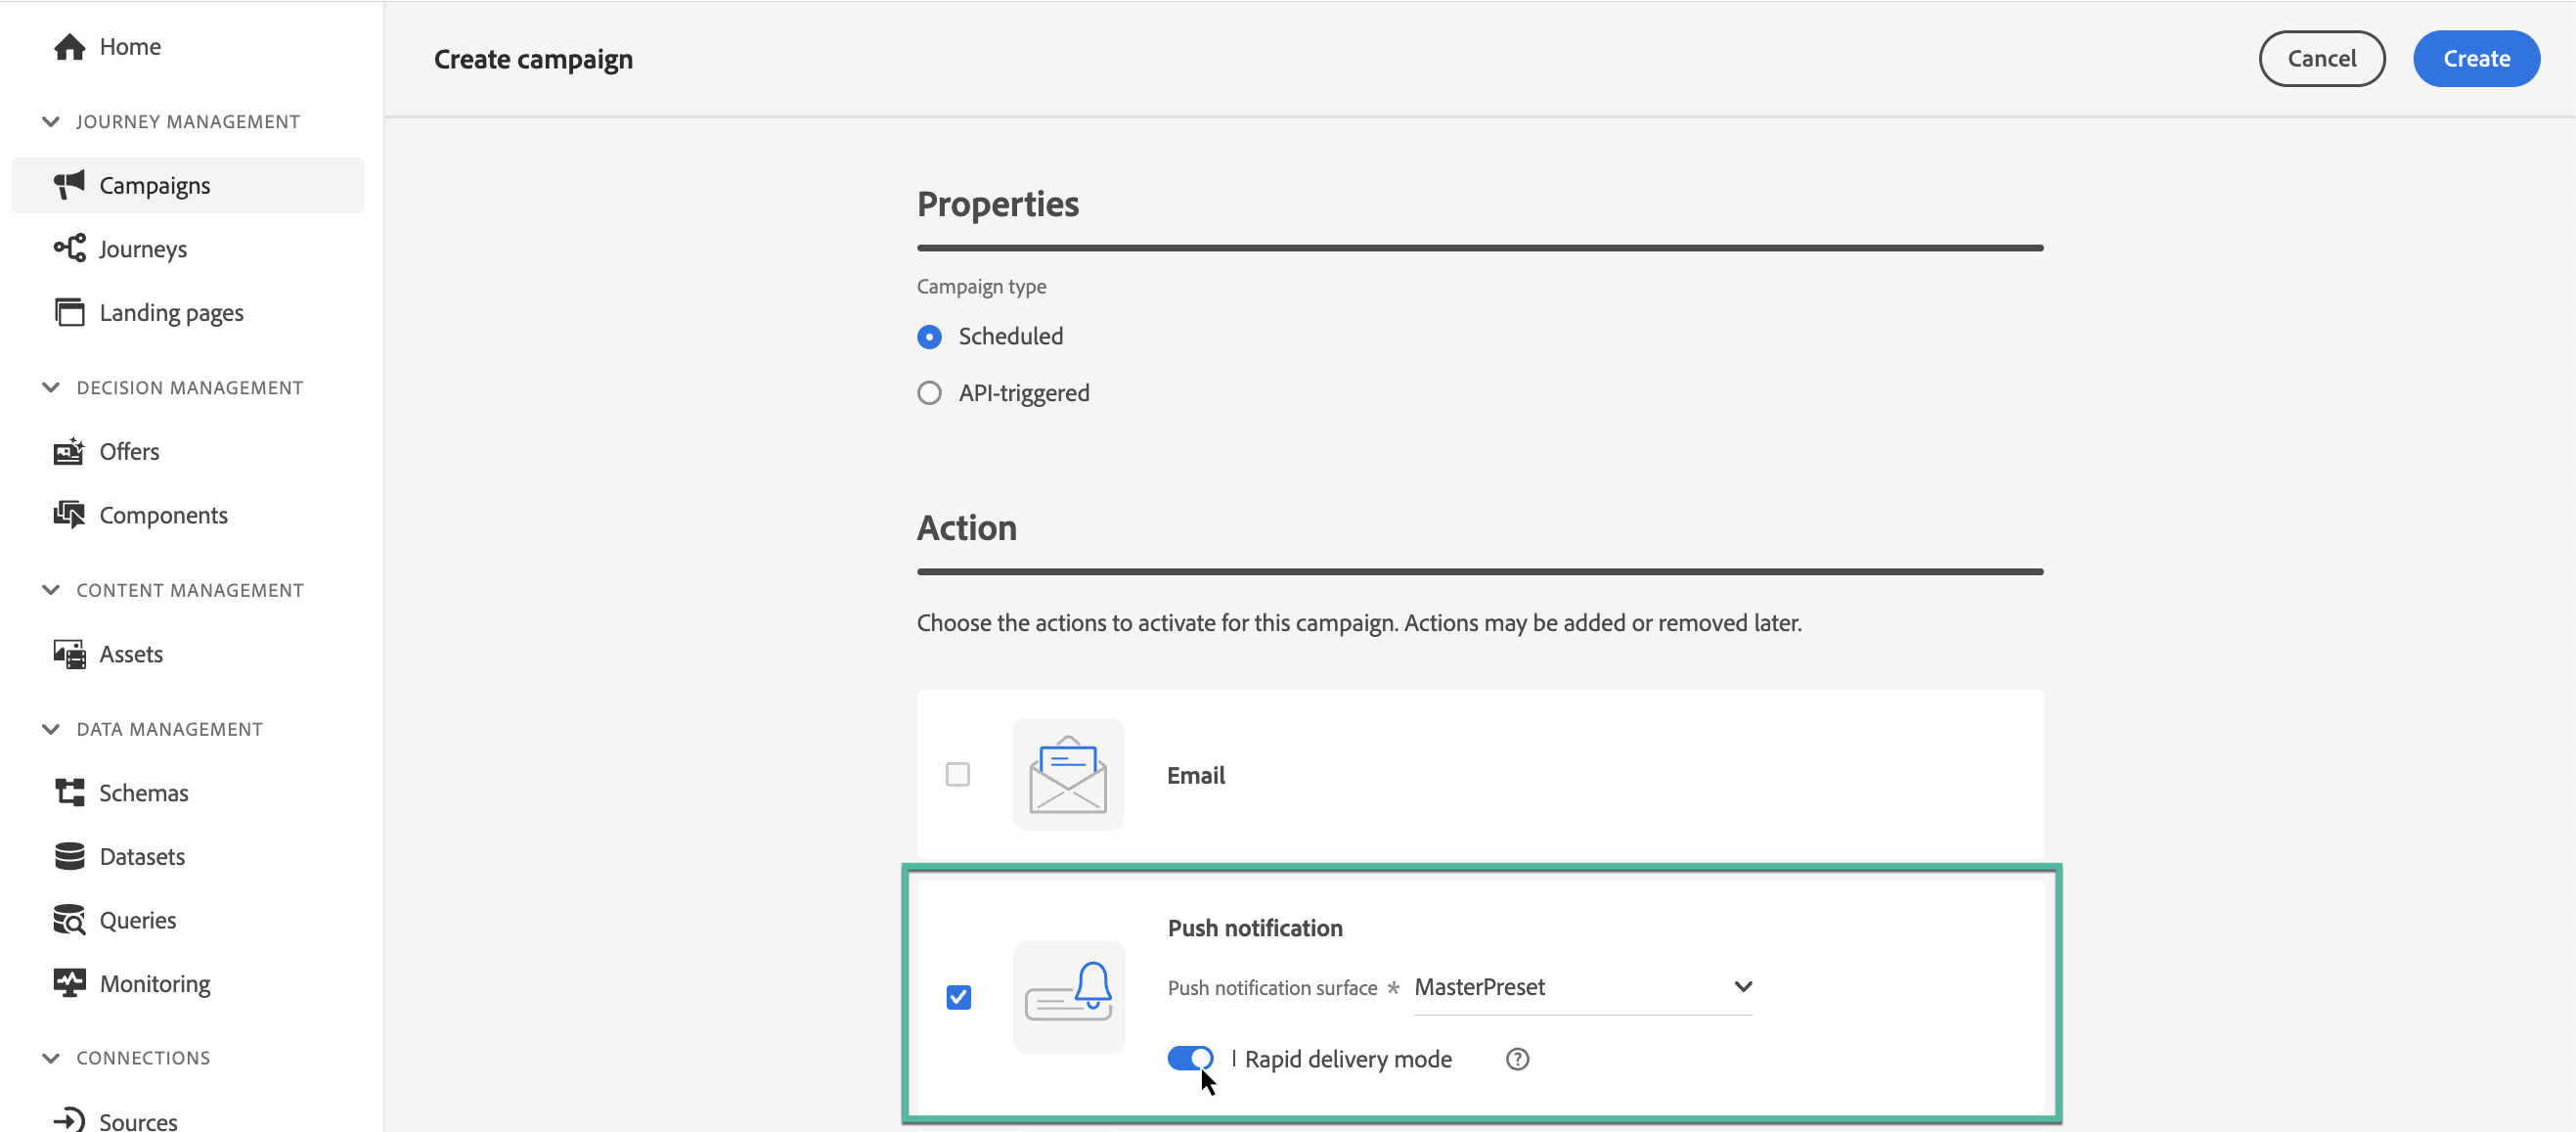 Home
JOURNEY MANAGEMENT
Campaigns
Journeys
Landing pages
DECISION MANAGEMENT
Offers
Components
CONTENT MANAGEMENT
Assets
DATA MANAGEMENT
Schemas
Datasets
Queries
Monitoring
CONNECTIONS
Sources
Create campaign
Cancel
Create
Properties
Campaign type
Scheduled
API-triggered
Action
Choose the actions to activate for this campaign. Actions may be added or removed later.
Email
Push notification
Push notification surface * MasterPreset
| Rapid delivery mode ?